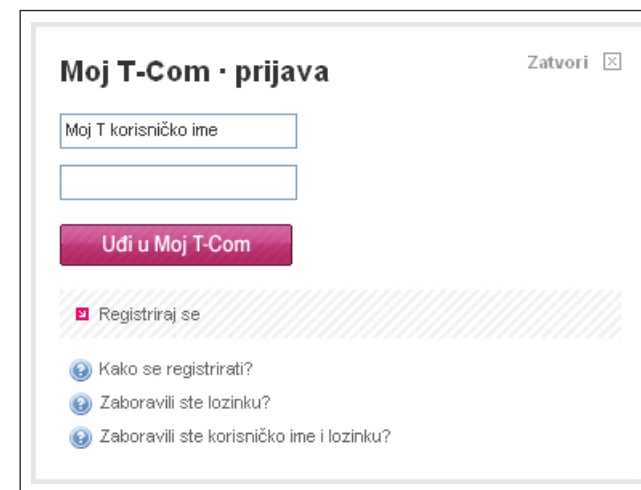 Moj T-Com · prijava
Zatvori
Moj T korisničko ime
Uđi u Moj T-Com
Registriraj se
Kako se registrirati?
Zaboravili ste lozinku?
Zaboravili ste korisničko ime i lozinku?